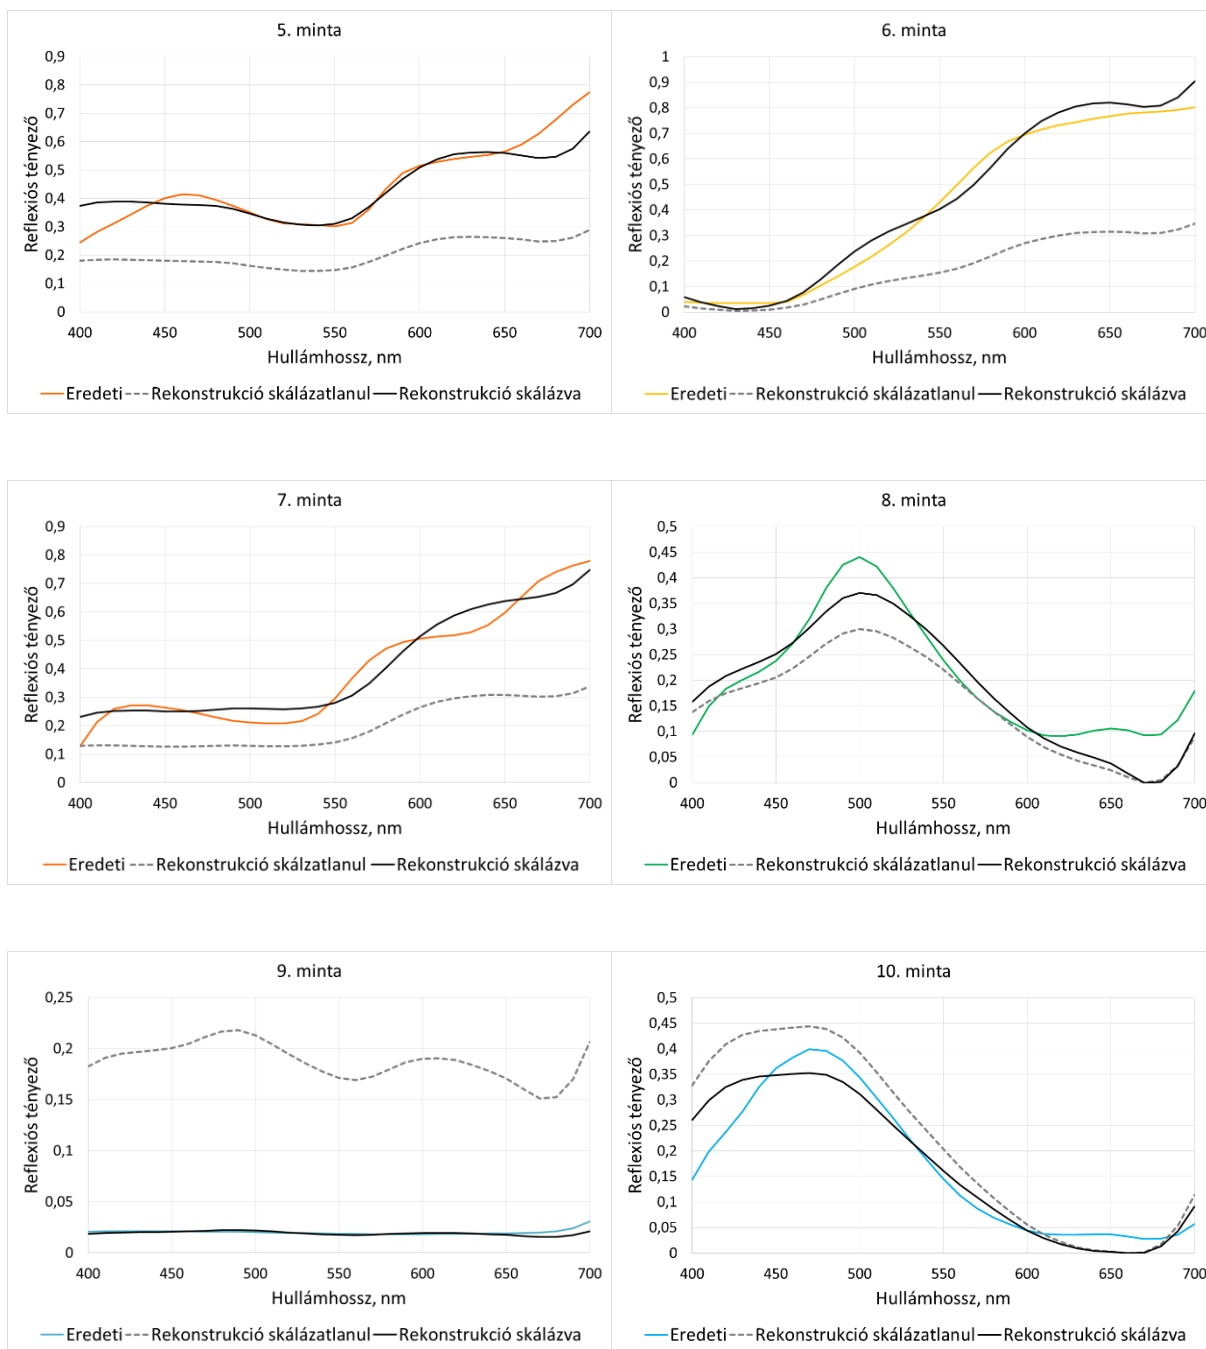 5. minta
0,9
0,8
0,7
0,6
0,5
0,4
0,3
0,2
0,1
0
Reflexiós tényező
400 450 500 550 600 650 700
Hullámhossz, nm
Eredeti Rekonstrukció skálázatlanul Rekonstrukció skálázva
6. minta
1
0,9
0,8
0,7
0,6
0,5
0,4
0,3
0,2
0,1
0
Reflexiós tényező
400 450 500 550 600 650 700
Hullámhossz, nm
Eredeti Rekonstrukció skálázatlanul Rekonstrukció skálázva
7. minta
0,9
0,8
0,7
0,6
0,5
0,4
0,3
0,2
0,1
0
Reflexiós tényező
400 450 500 550 600 650 700
Hullámhossz, nm
Eredeti Rekonstrukció skálzatlanul Rekonstrukció skálázva
8. minta
0,5
0,45
0,4
0,35
0,3
0,25
0,2
0,15
0,1
0,05
0
Reflexiós tényező
400 450 500 550 600 650 700
Hullámhossz, nm
Eredeti Rekonstrukció skálázatlanul Rekonstrukció skálázva
9. minta
0,25
0,2
0,15
0,1
0,05
0
Reflexiós tényező
400 450 500 550 600 650 700
Hullámhossz, nm
Eredeti Rekonstrukció skálázatlanul Rekonstrukció skálázva
10. minta
0,5
0,45
0,4
0,35
0,3
0,25
0,2
0,15
0,1
0,05
0
Reflexiós tényező
400 450 500 550 600 650 700
Hullámhossz, nm
Eredeti Rekonstrukció skálázatlanul Rekonstrukció skálázva